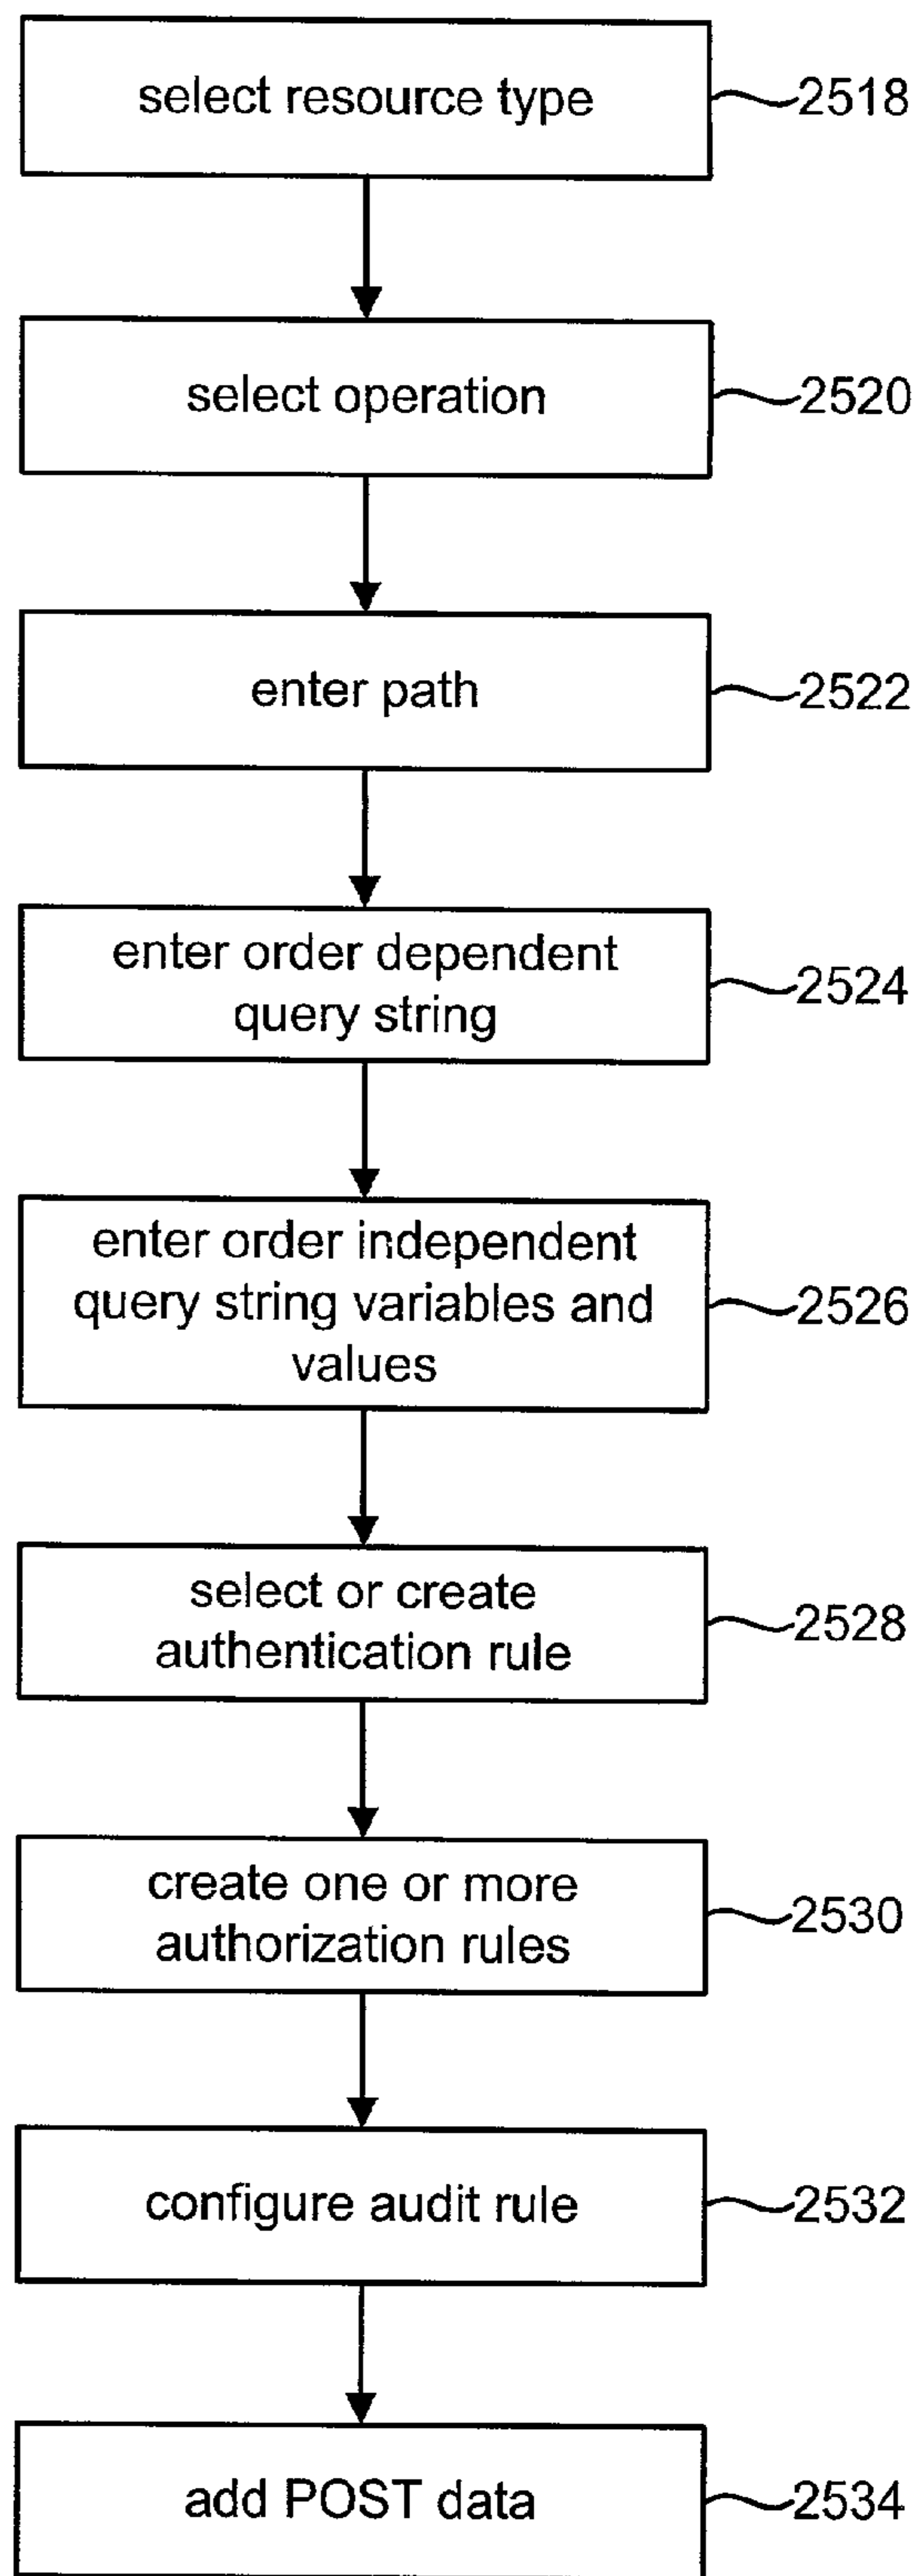 select resource type
2518
select operation
2520
enter path
2522
enter order dependent
query string
2524
enter order independent
query string variables and
values
2526
select or create
authentication rule
2528
create one or more
authorization rules
2530
configure audit rule
2532
add POST data
2534